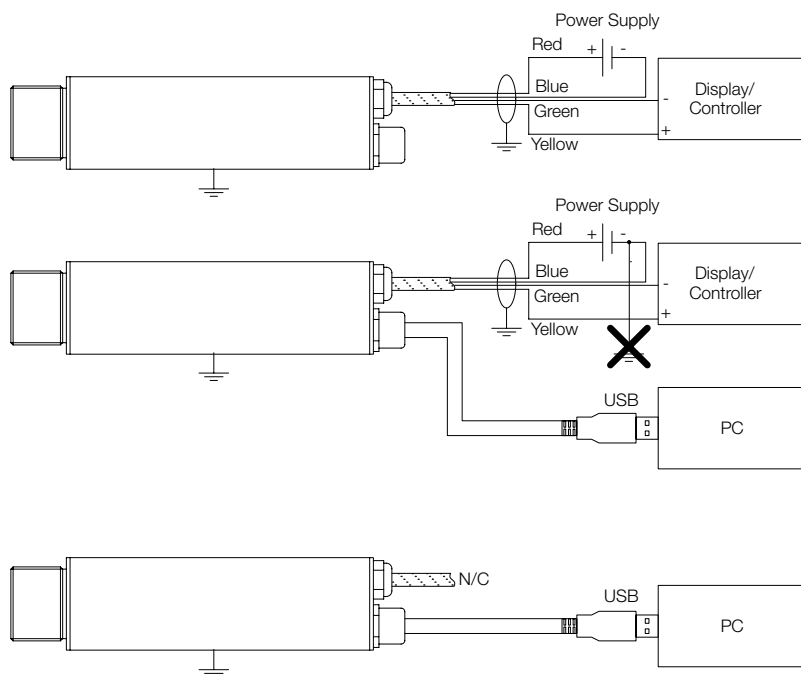 Power Supply
Red + -
Blue
Green
Yellow
-
+
Display/
Controller
Power Supply
Red + -
Blue
Green
Yellow
-
+
Display/
Controller
USB
PC
N/C
USB
PC